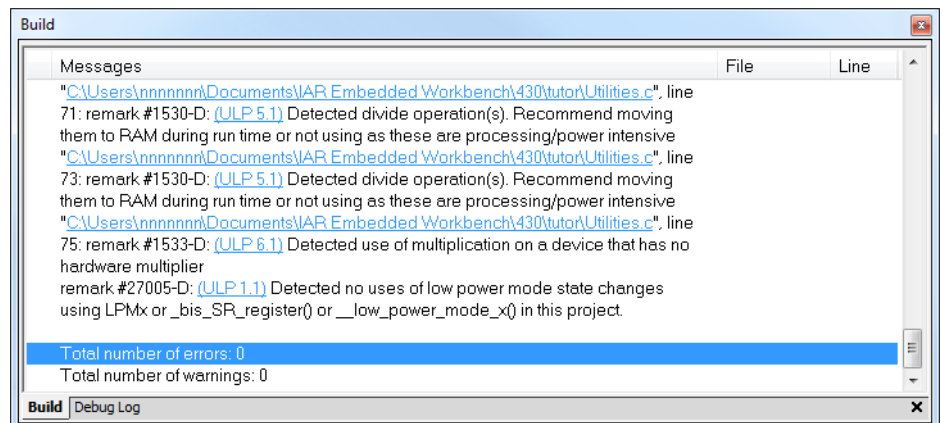 Build
Messages File Line
"C:\Users\nnnnnnn\Documents\IAR Embedded Workbench\430\tutor\Utilities.c", line
71: remark #1530-D: (ULP 5.1) Detected divide operation(s). Recommend moving
them to RAM during run time or not using as these are processing/power intensive
"C:\Users\nnnnnnn\Documents\IAR Embedded Workbench\430\tutor\Utilities.c", line
73: remark #1530-D: (ULP 5.1) Detected divide operation(s). Recommend moving
them to RAM during run time or not using as these are processing/power intensive
"C:\Users\nnnnnnn\Documents\IAR Embedded Workbench\430\tutor\Utilities.c", line
75: remark #1533-D: (ULP 6.1) Detected use of multiplication on a device that has no
hardware multiplier
remark #27005-D: (ULP 1.1) Detected no uses of low power mode state changes
using LPMx or _bis_SR_register() or __low_power_mode_x() in this project.
Total number of errors: 0
Total number of warnings: 0
Build Debug Log